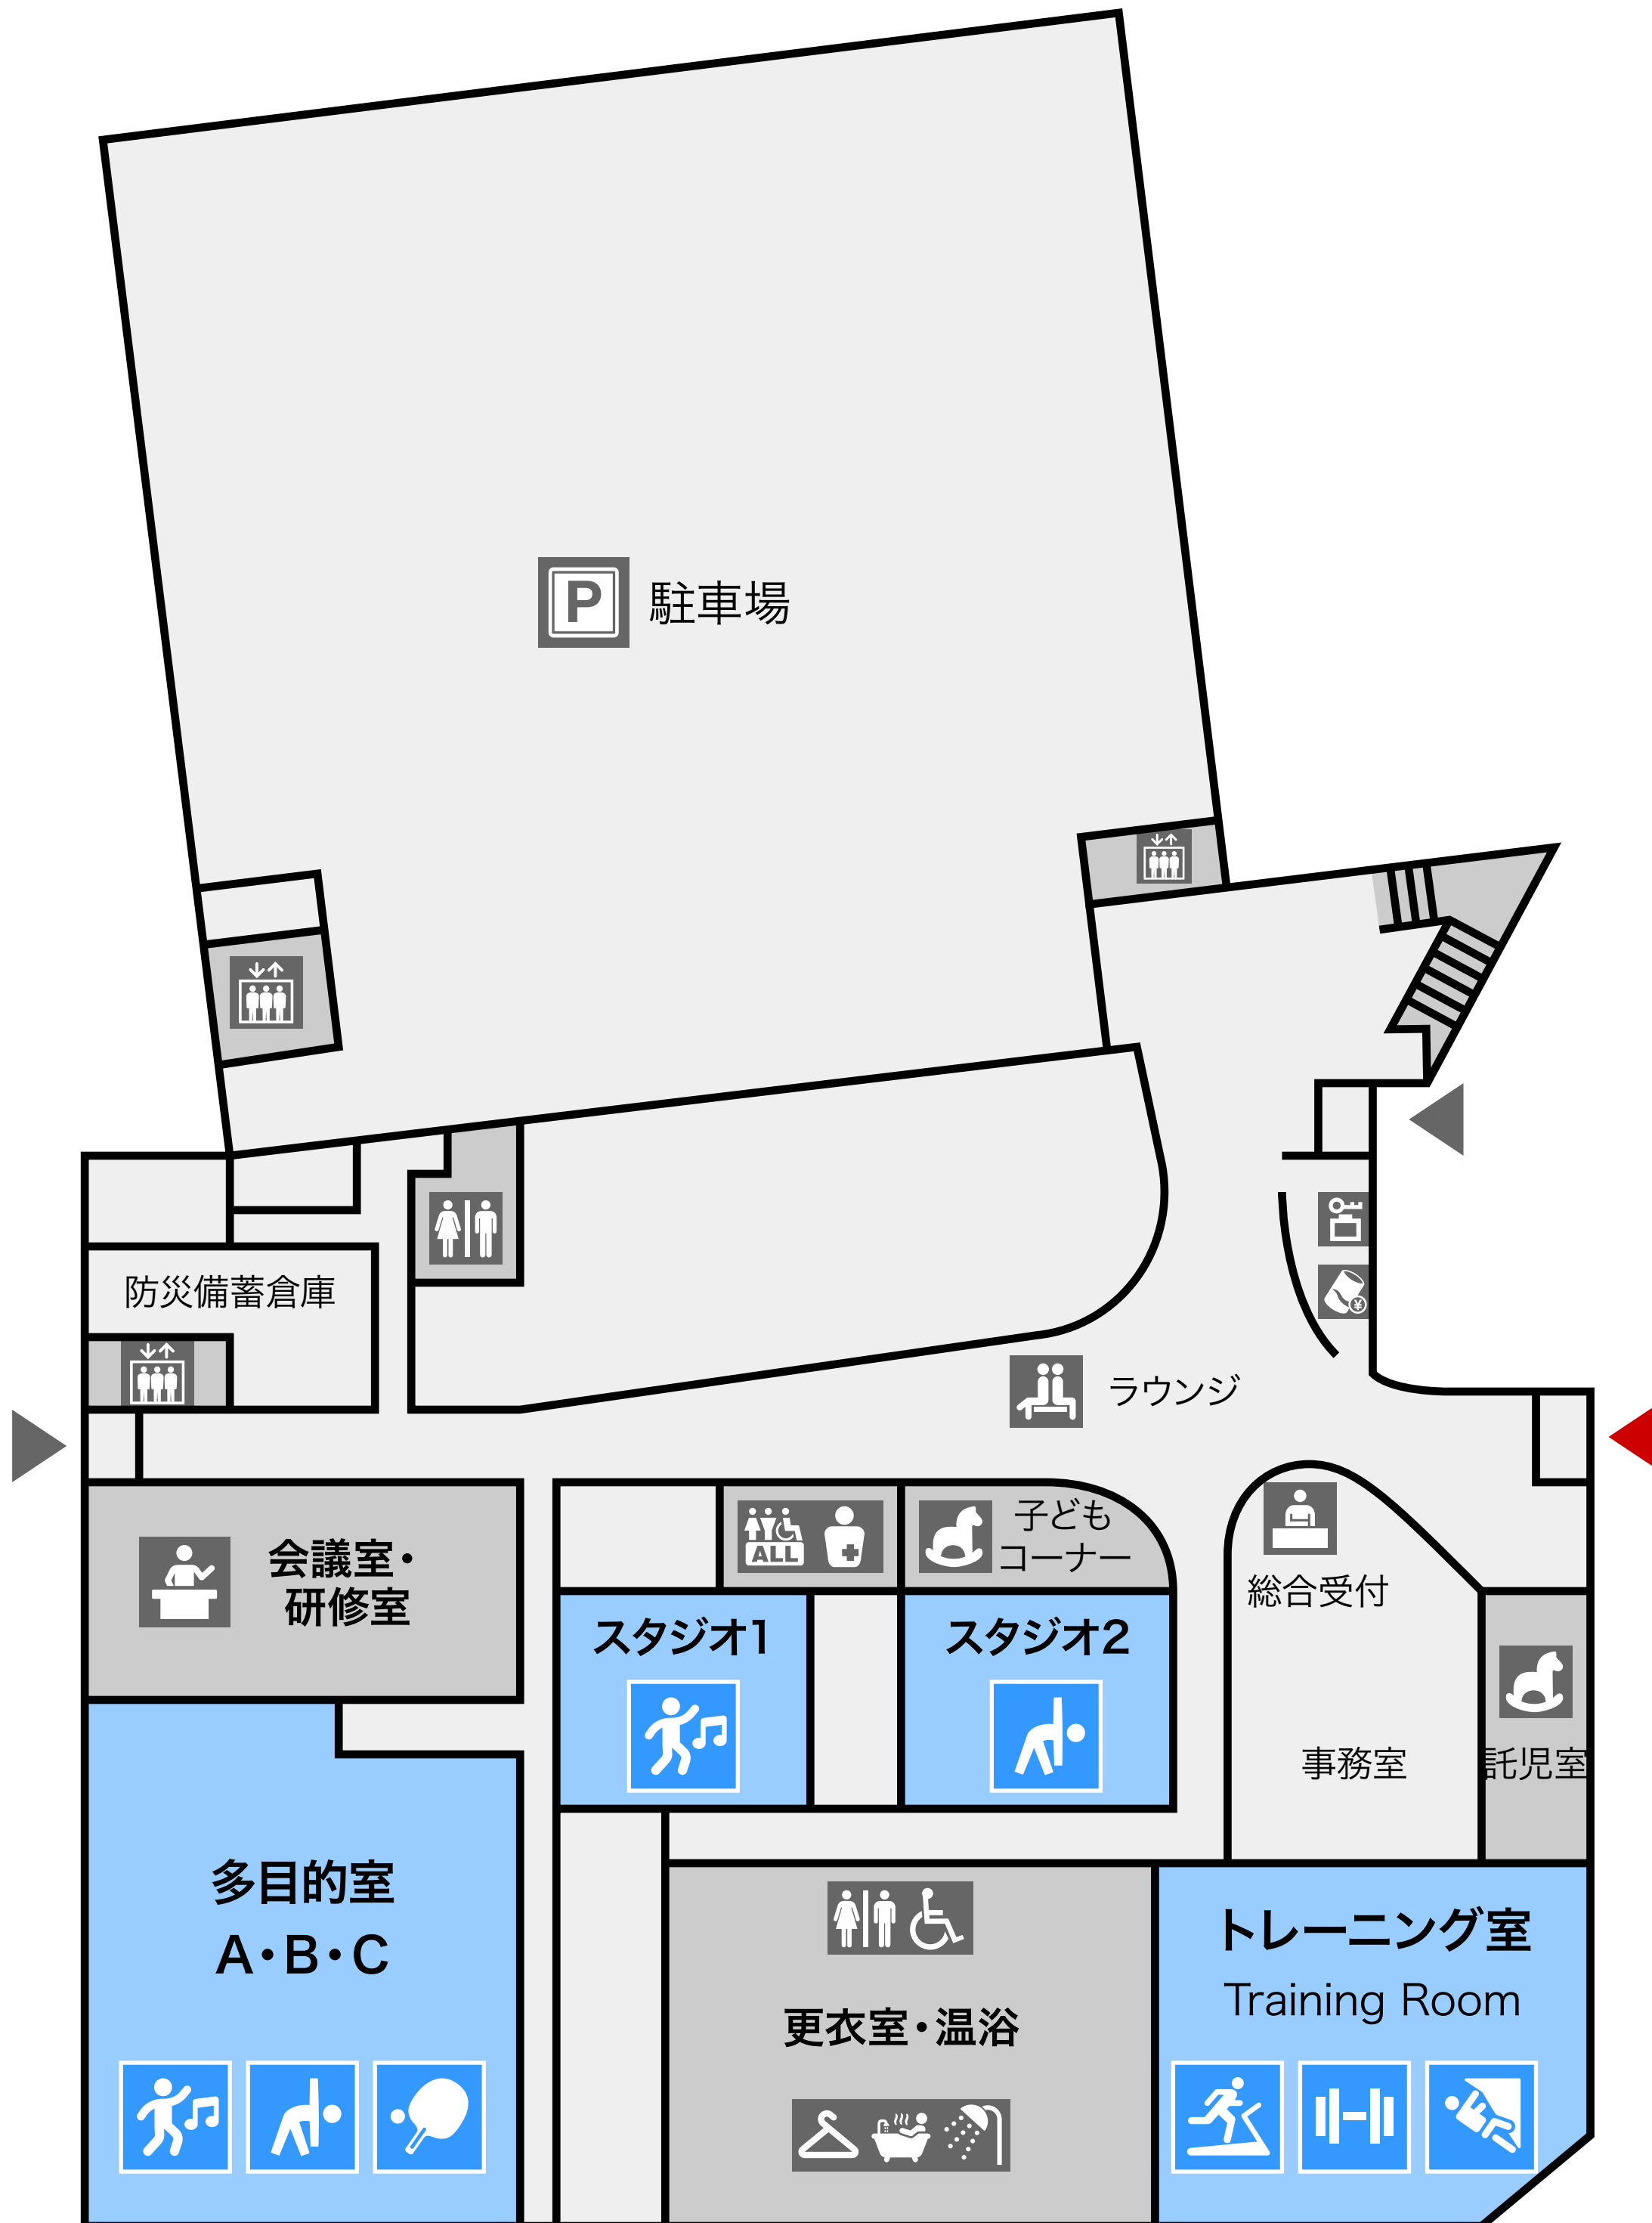 P
駐車場
防災備蓄倉庫
¥
ラウンジ
会議室・
研修室
ALL
子ども
コーナー
総合受付
スタジオ1
スタジオ2
事務室
託児室
多目的室
A・B・C
トレーニング室
Training Room
更衣室・温浴